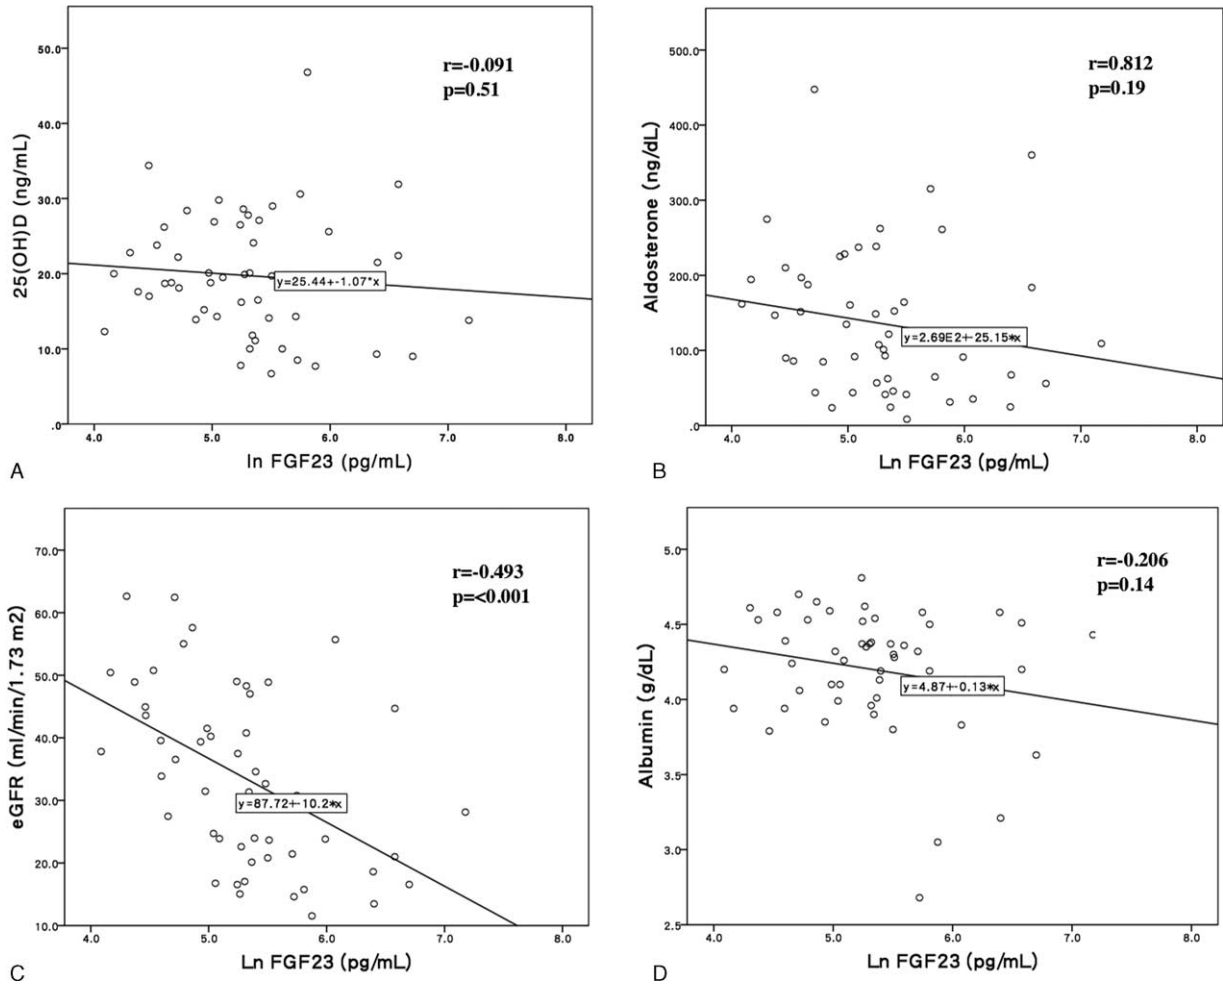 50.0
40.0
30.0
20.0
10.0
.0
4.0 5.0 6.0 7.0 8.0
25(OH)D (ng/mL)
ln FGF23 (pg/mL)
r=-0.091
p=0.51
y=25.44+-1.07*x
A
500.0
400.0
300.0
200.0
100.0
.0
4.0 5.0 6.0 7.0 8.0
Aldosterone (ng/dL)
Ln FGF23 (pg/mL)
r=0.812
p=0.19
y=2.69E2+-25.15*x
B
70.0
60.0
50.0
40.0
30.0
20.0
10.0
4.0 5.0 6.0 7.0 8.0
eGFR (ml/min/1.73 m2)
Ln FGF23 (pg/mL)
r=-0.493
p=<0.001
y=87.72+-10.2*x
C
5.0
4.5
4.0
3.5
3.0
2.5
4.0 5.0 6.0 7.0 8.0
Albumin (g/dL)
Ln FGF23 (pg/mL)
r=-0.206
p=0.14
y=4.87+-0.13*x
D